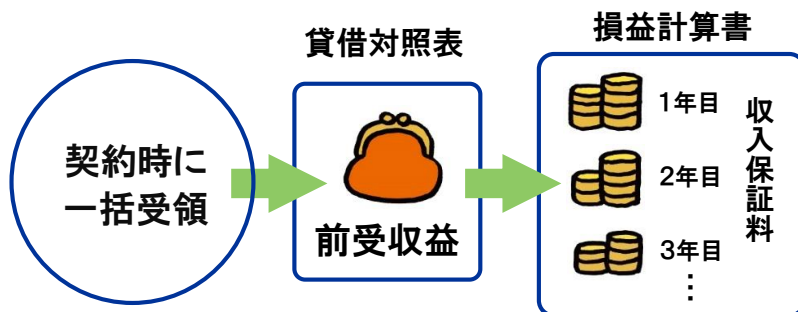 契約時に
一括受領
貸借対照表
前受収益
損益計算書
1年目
2年目
3年目
⋮
収入保証料